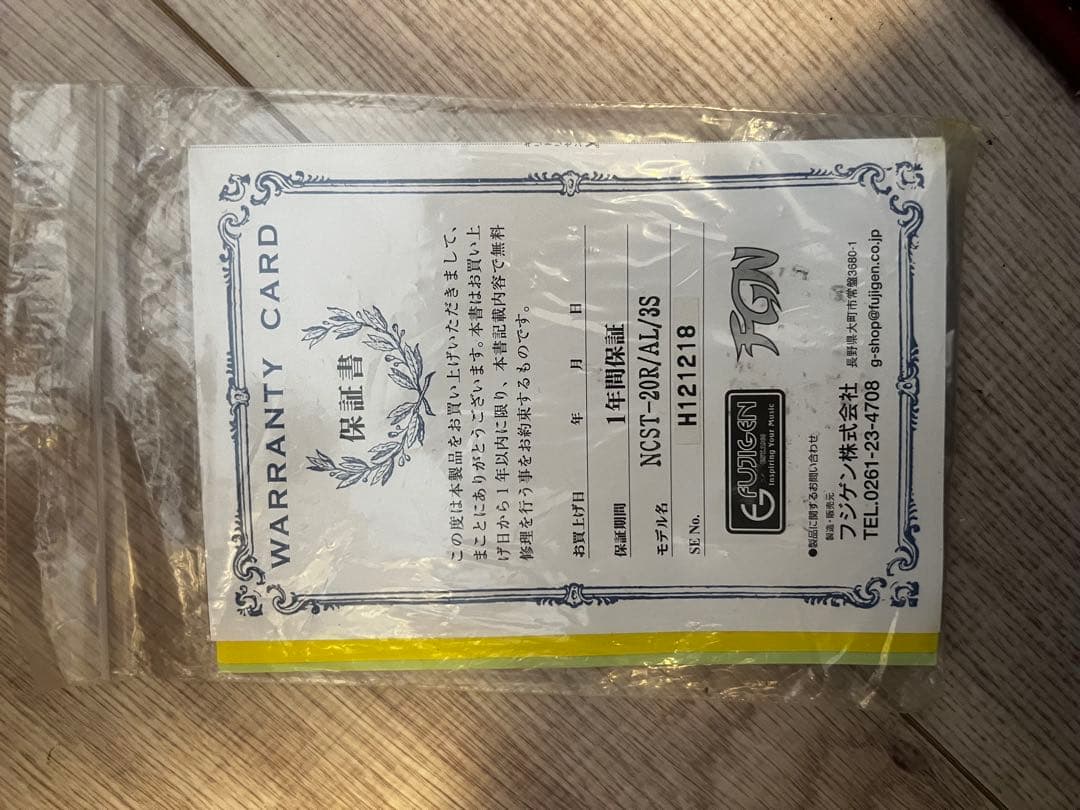 WARRANTY CARD
保証書
この度は本製品をお買い上げいただきまして、
まことにありがとうございます。本書はお買い上
げ日から1年以内に限り、本書記載内容で無料
修理を行う事をお約束するものです。
お買上げ日 年 月 日
保証期間 1年間保証
モデル名 NCST-20R/AL/3S
SE No. H121218
FUJIGEN
Inspiring Your Music
FGN
●製品に関するお問い合わせ
製造・販売元
フジゲン株式会社 長野県大町市常盤3680-1
TEL.0261-23-4708 g-shop@fujigen.co.jp